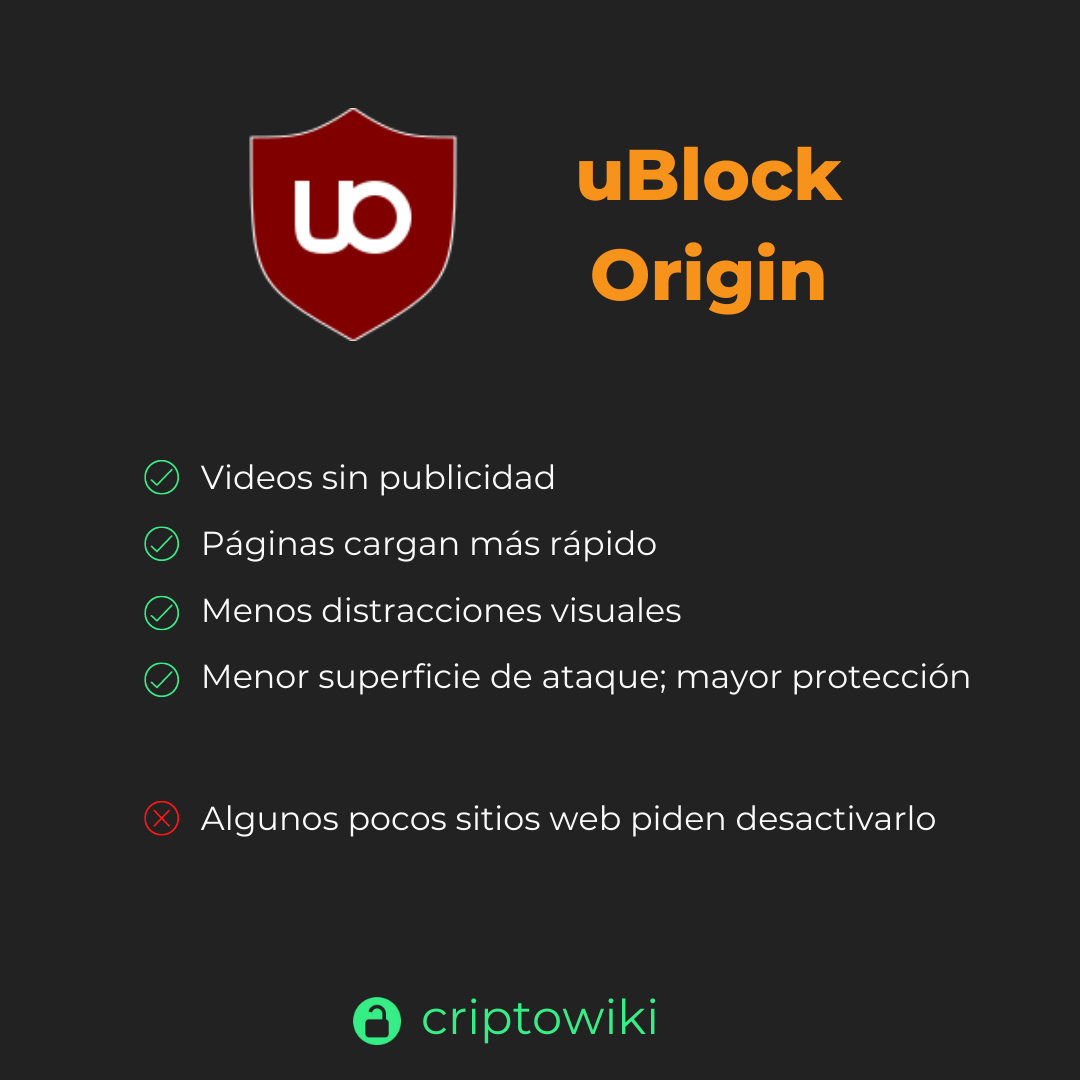 uo
uBlock
Origin
Videos sin publicidad
Páginas cargan más rápido
Menos distracciones visuales
Menor superficie de ataque; mayor protección
Algunos pocos sitios web piden desactivarlo
criptowiki